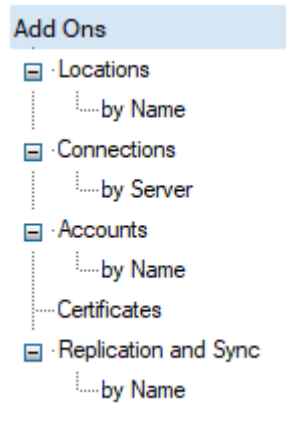 Add Ons
Locations
by Name
Connections
by Server
Accounts
by Name
Certificates
Replication and Sync
by Name